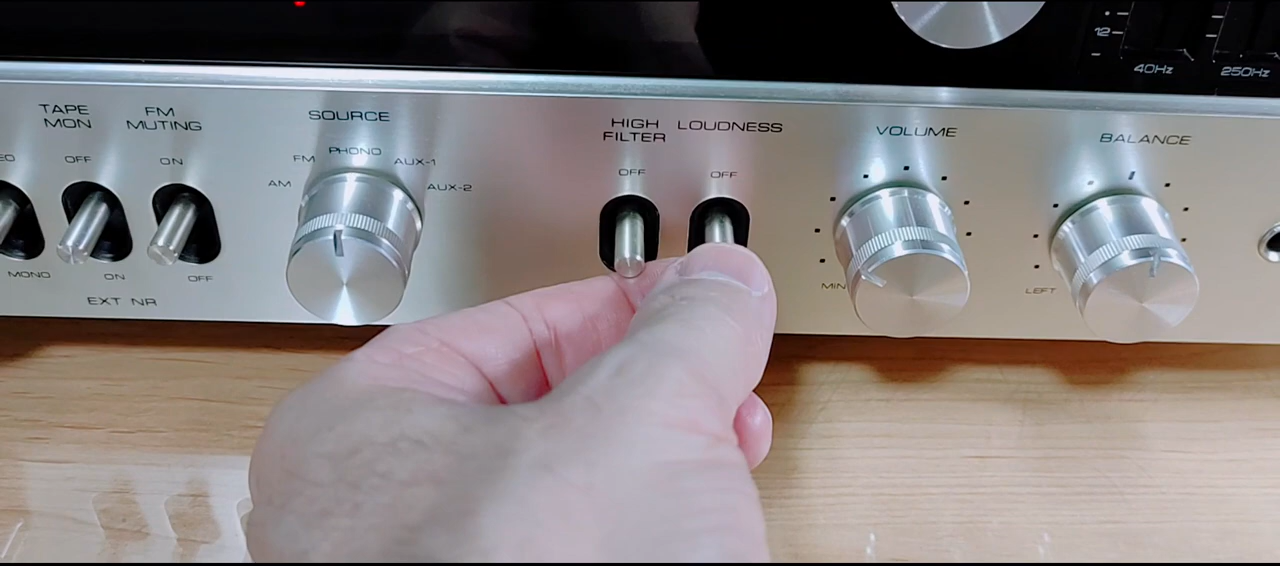 12
40Hz
250Hz
TAPE
MON
FM
MUTING
SOURCE
HIGH
FILTER
LOUDNESS
VOLUME
BALANCE
OFF
ON
FM
PHONO
AUX-1
AM
AUX-2
OFF
OFF
MONO
ON
OFF
MIN
LEFT
EXT NR